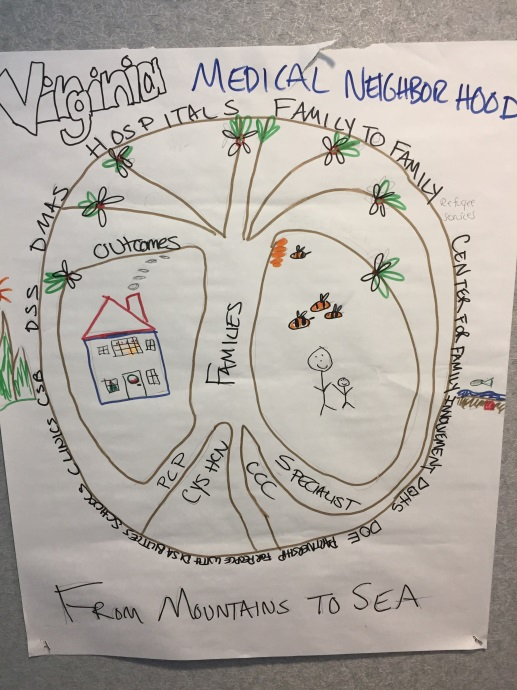 Virginia
MEDICAL NEIGHBORHOOD
HOSPITALS
FAMILY TO FAMILY
Refugee
services
CENTER FOR FAMILY INVOLVEMENT
DBHS
DOE
PARTNERSHIP FOR PEOPLE WITH DISABILITIES
SCHOOLS
CLINICS
CSB
DSS
DMAS
OUTCOMES
FAMILIES
PCP
CYSHCN
CCC
SPECIALIST
FROM MOUNTAINS TO SEA